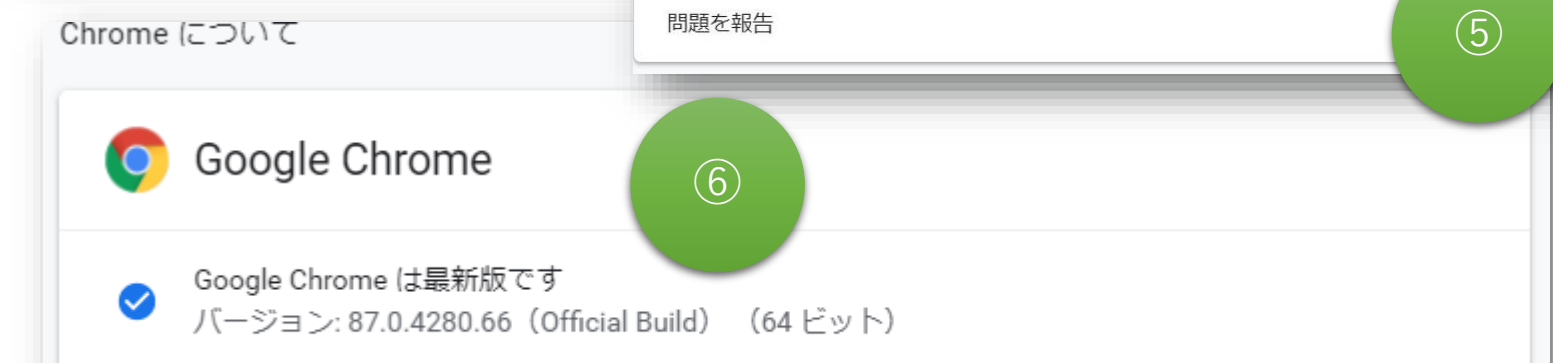 Chrome について
問題を報告
⑤
Google Chrome
⑥
Google Chrome は最新版です
バージョン: 87.0.4280.66（Official Build） （64 ビット）